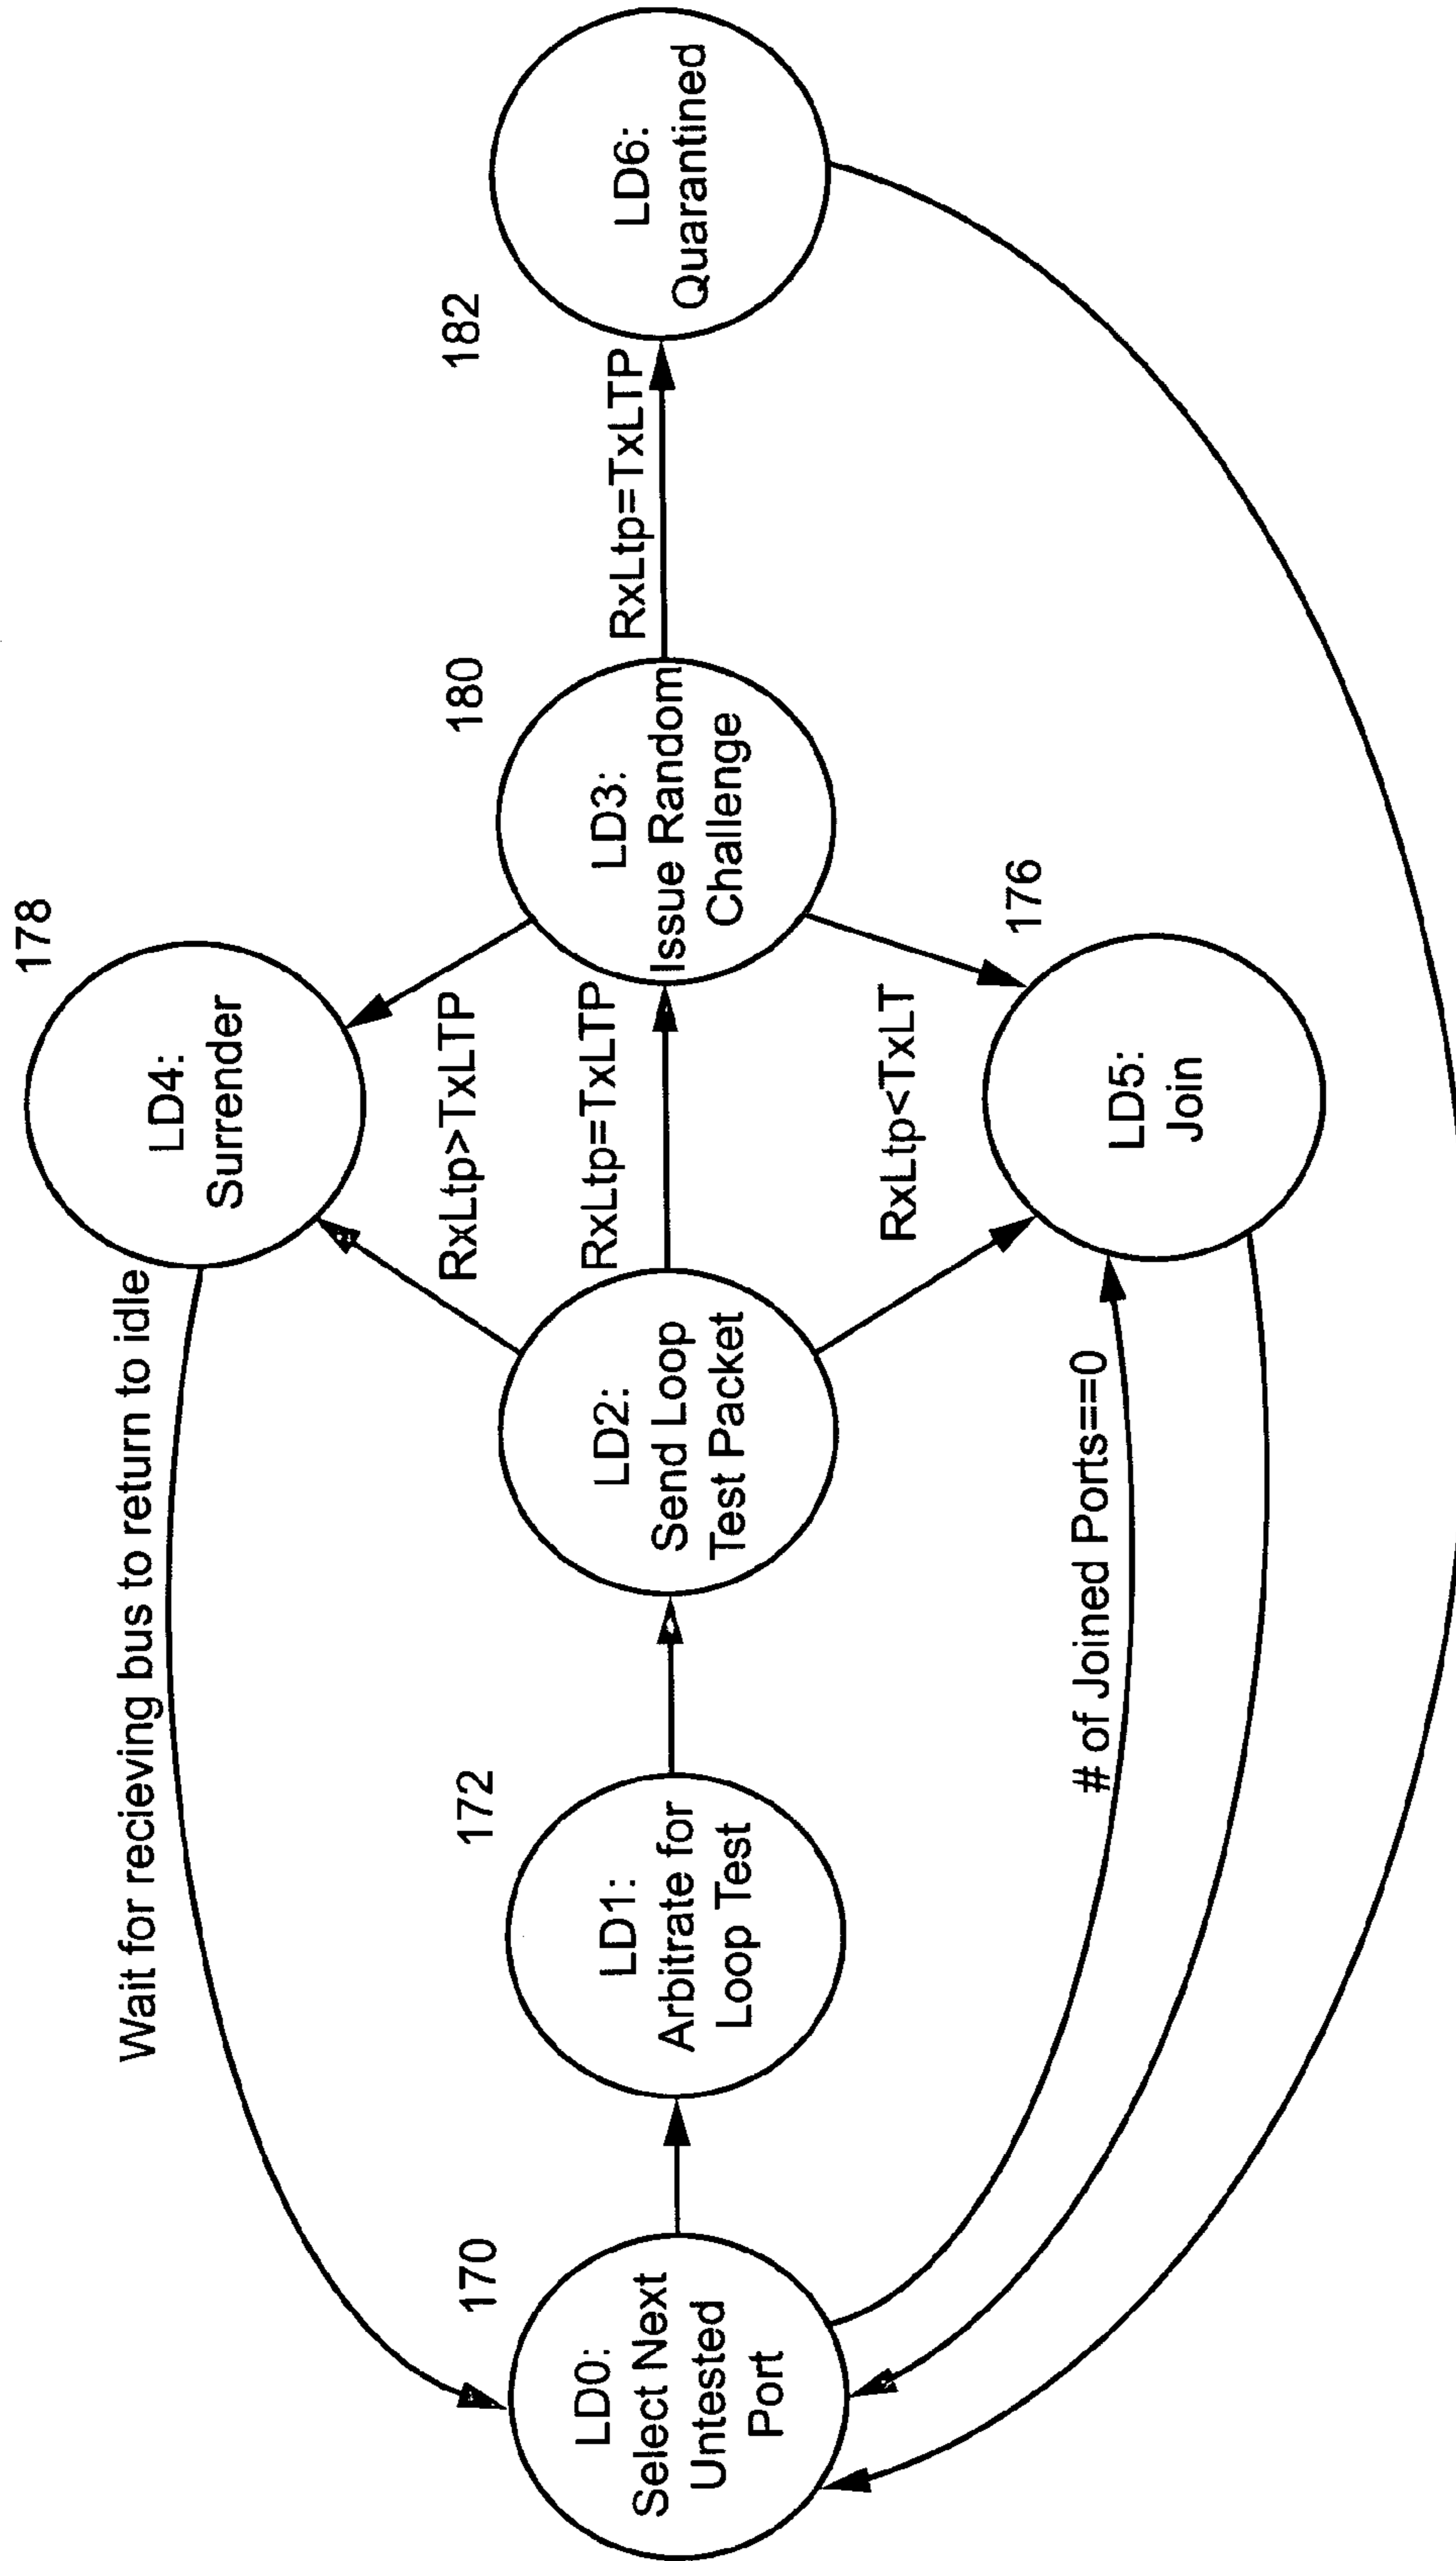 178
LD4:
Surrender
Wait for recieving bus to return to idle
RxLtp>TxLTP
170
LD0:
Select Next
Untested
Port
172
LD1:
Arbitrate for
Loop Test
LD2:
Send Loop
Test Packet
RxLtp=TxLTP
180
LD3:
Issue Random
Challenge
RxLtp=TxLTP
182
LD6:
Quarantined
RxLtp<TxLT
176
LD5:
Join
# of Joined Ports==0